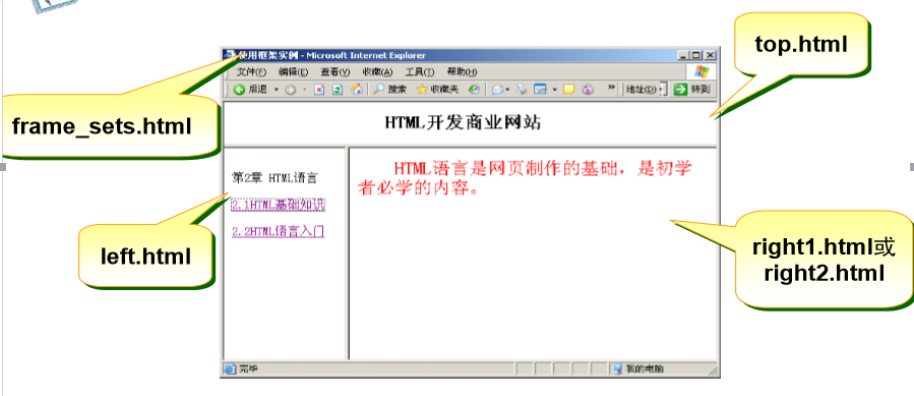 top.html
使用框架实例 - Microsoft Internet Explorer
文件(F) 编辑(E) 查看(V) 收藏(A) 工具(T) 帮助(H)
后退 搜索 收藏夹 » 地址(D) 转到
frame_sets.html
HTML开发商业网站
第2章 HTML语言
2.1HTML基础知识
2.2HTML语言入门
HTML语言是网页制作的基础，是初学
者必学的内容。
left.html
right1.html或
right2.html
完毕 我的电脑